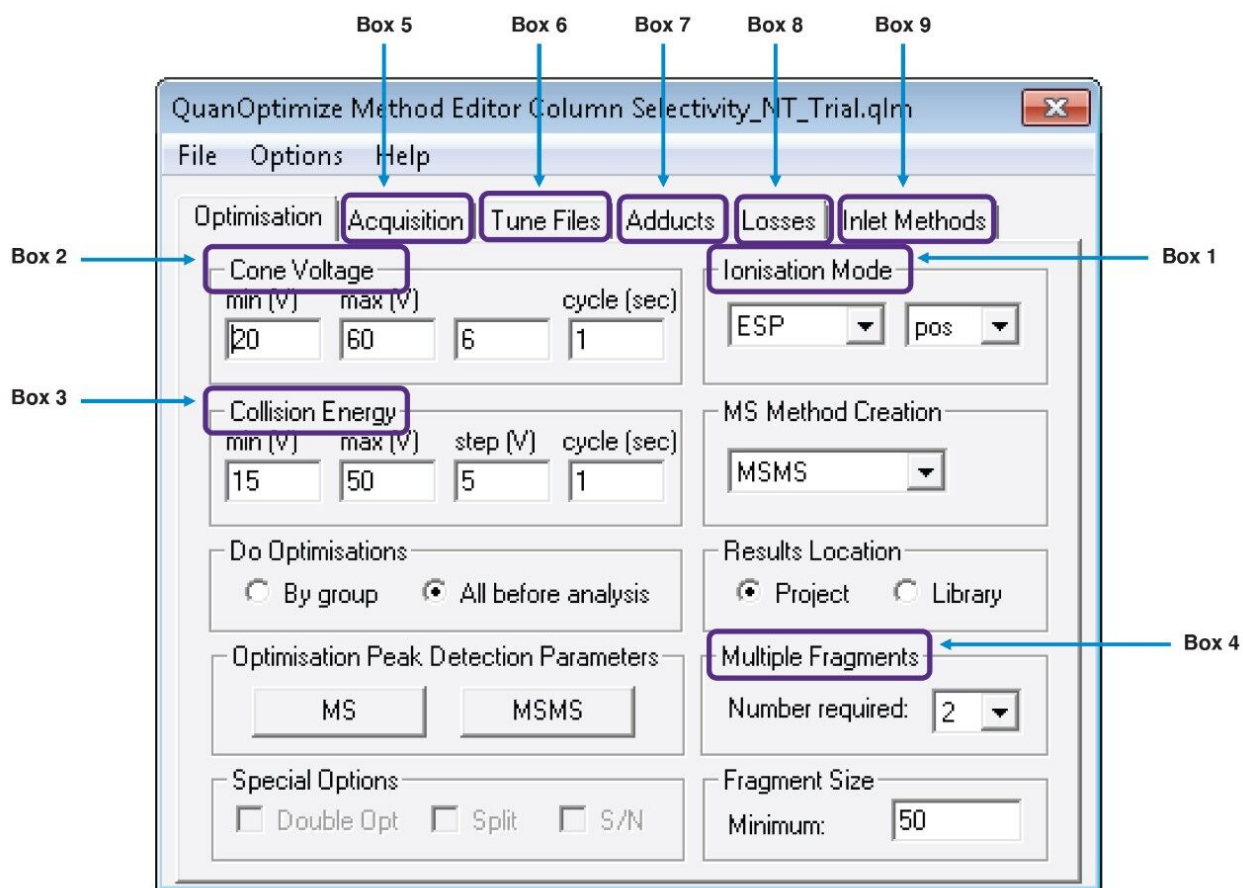 Box 5 Box 6 Box 7 Box 8 Box 9
QuanOptimize Method Editor Column Selectivity_NT_Trial.qlm
File Options Help
Optimisation Acquisition Tune Files Adducts Losses Inlet Methods
Box 2
Cone Voltage
min (V) max (V) cycle (sec)
20 60 6 1
Ionisation Mode
ESP pos
Box 1
Box 3
Collision Energy
min (V) max (V) step (V) cycle (sec)
15 50 5 1
MS Method Creation
MSMS
Do Optimisations
By group All before analysis
Results Location
Project Library
Optimisation Peak Detection Parameters
MS MSMS
Multiple Fragments
Number required: 2
Box 4
Special Options
Double Opt Split S/N
Fragment Size
Minimum: 50